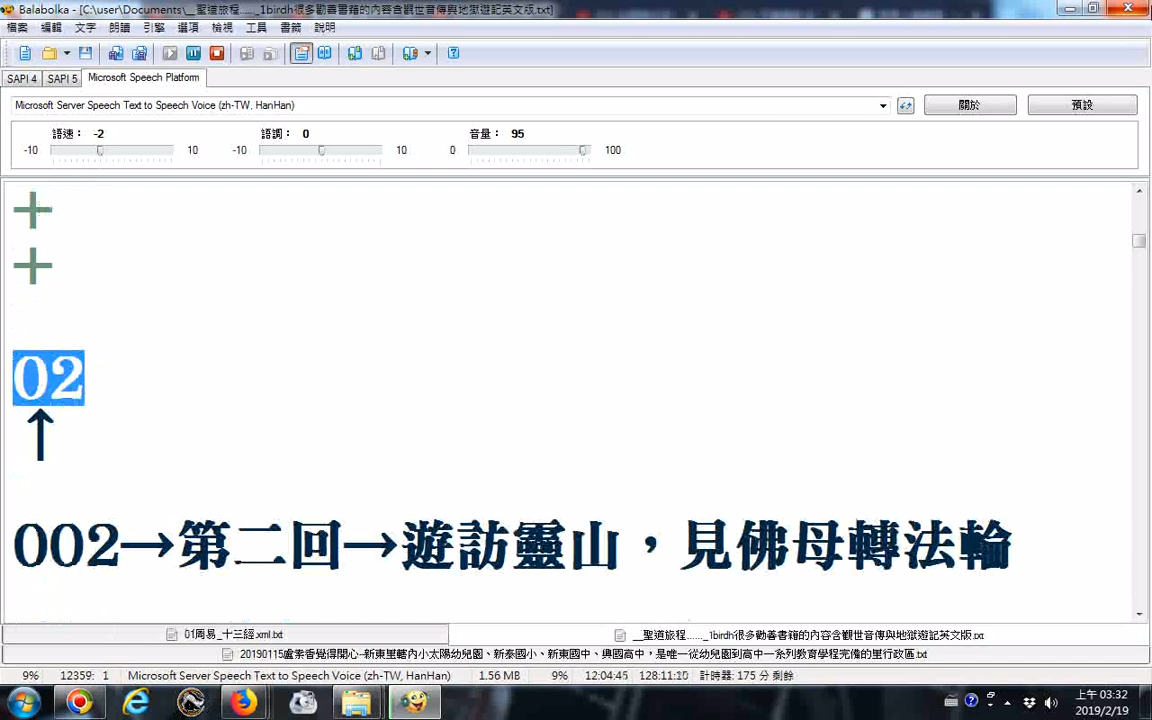 Balabolka - [C:\user\Documents\__聖道旅程......_1birdh很多勸善書籍的內容含觀世音傳與地獄遊記英文版.txt]
檔案 編輯 文字 朗讀 引擎 選項 檢視 工具 書籤 說明
SAPI 4 SAPI 5 Microsoft Speech Platform
Microsoft Server Speech Text to Speech Voice (zh-TW, HanHan) 關於 預設
語速： -2 語調： 0 音量： 95
-10 10 -10 10 0 100
＋
＋
02
↑
002→第二回→遊訪靈山，見佛母轉法輪
01周易_十三經.xml.txt __聖道旅程......_1birdh很多勸善書籍的內容含觀世音傳與地獄遊記英文版.txt
20190115盧素香覺得開心--新東里轄內小太陽幼兒園、新泰國小、新東國中、興國高中，是唯一從幼兒園到高中一系列教育學程完備的里行政區.txt
9% 12359: 1 Microsoft Server Speech Text to Speech Voice (zh-TW, HanHan) 1.56 MB 9% 12:04:45 128:11:10 計時器: 175 分 剩餘
上午 03:32
2019/2/19